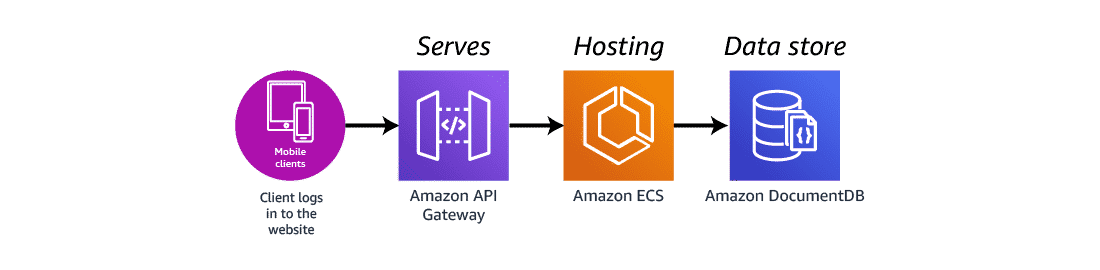 Serves
Hosting
Data store
</>
{}
Mobile
clients
Client logs
in to the
website
Amazon API
Gateway
Amazon ECS
Amazon DocumentDB